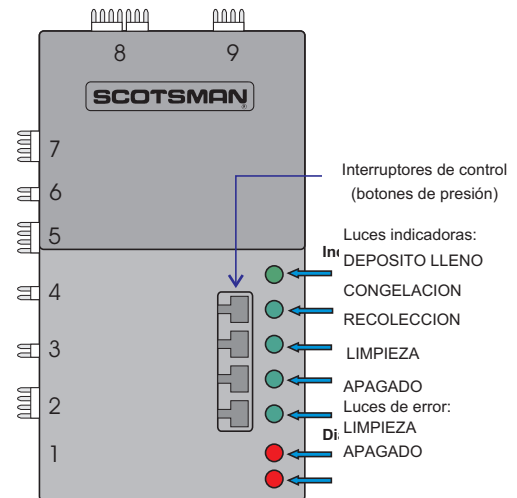 8 9
SCOTSMAN®
7
6
5
4
3
2
1
Interruptores de control
(botones de presión)
Luces indicadoras:
DEPOSITO LLENO
CONGELACION
RECOLECCION
LIMPIEZA
APAGADO
Luces de error:
LIMPIEZA
APAGADO